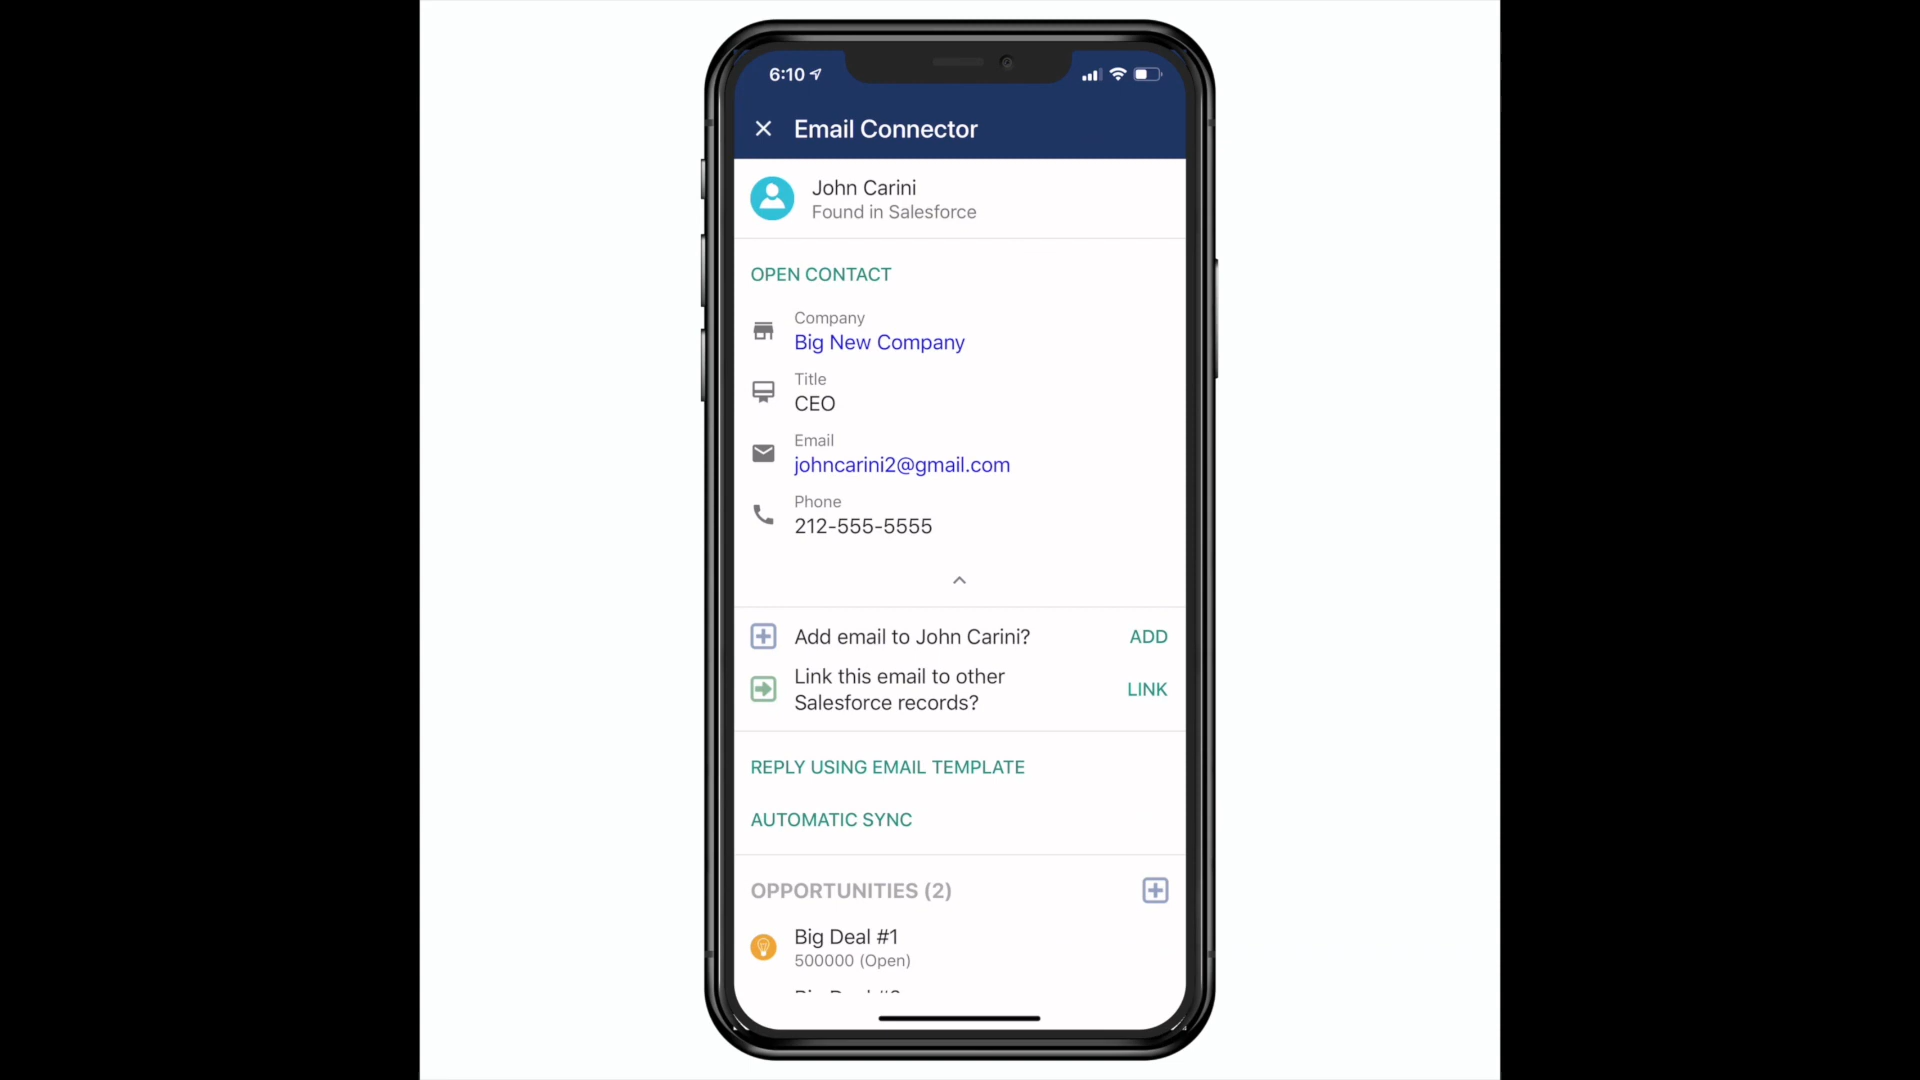 6:10
Email Connector
John Carini
Found in Salesforce
OPEN CONTACT
Company
Big New Company
Title
CEO
Email
johncarini2@gmail.com
Phone
212-555-5555
Add email to John Carini?
ADD
Link this email to other
Salesforce records?
LINK
REPLY USING EMAIL TEMPLATE
AUTOMATIC SYNC
OPPORTUNITIES (2)
Big Deal #1
500000 (Open)